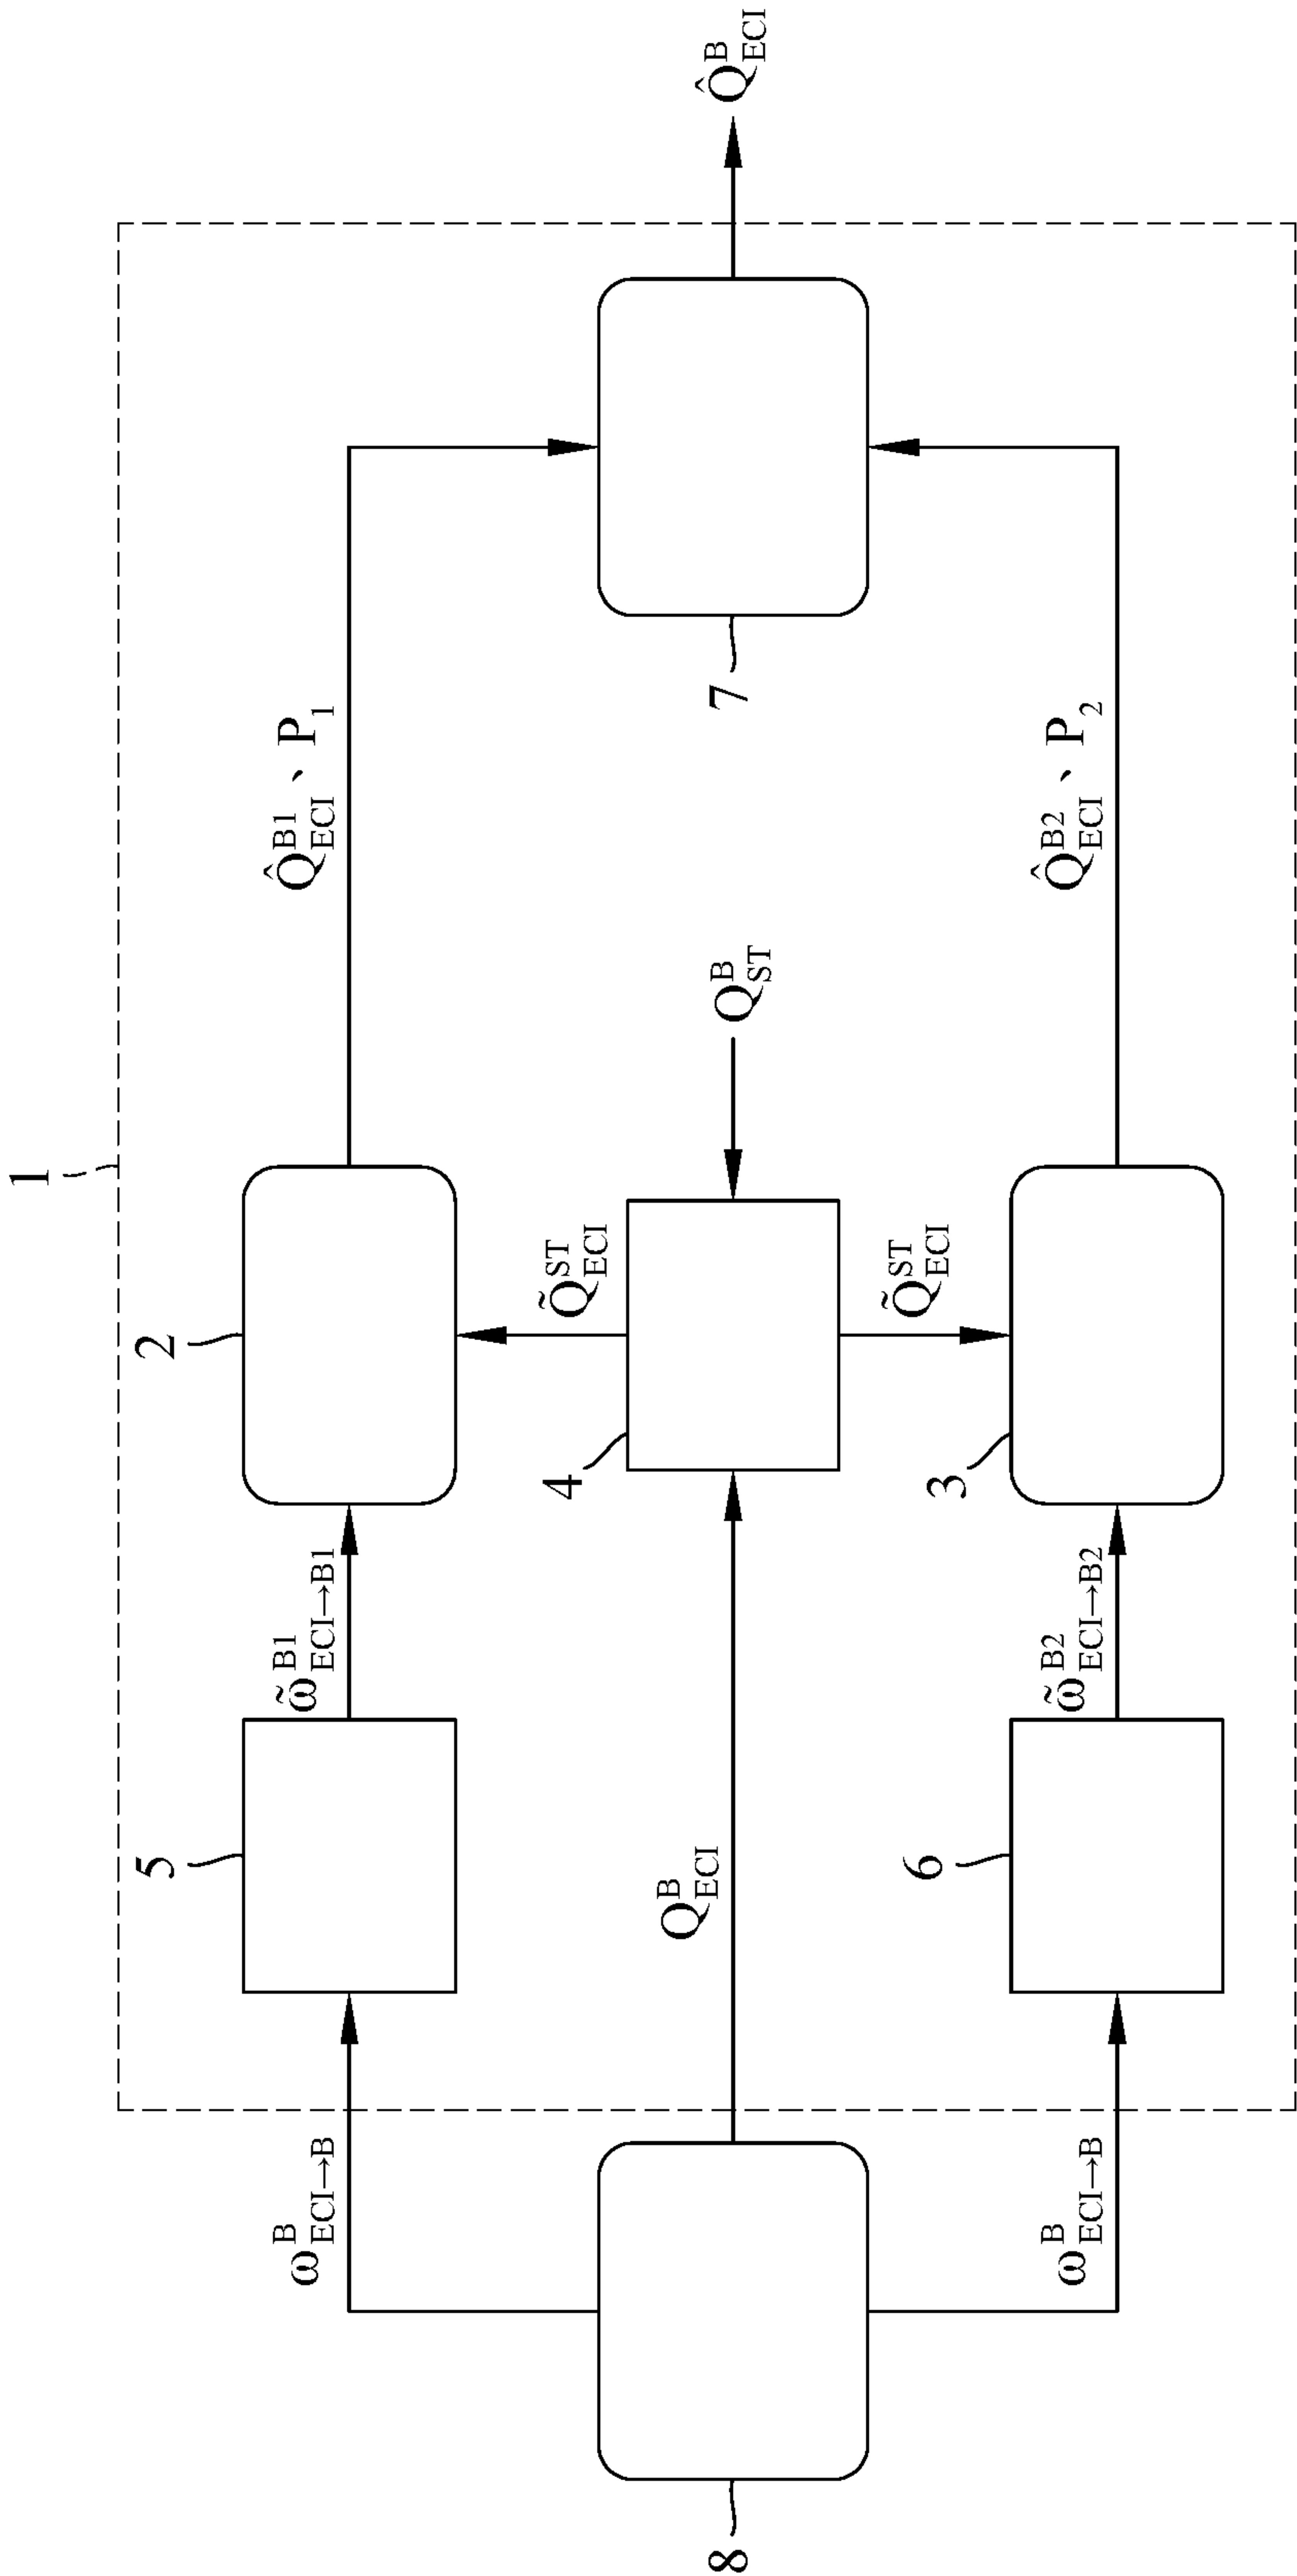 1
5
2
ω^B_ECI→B
ω̃^B1_ECI→B1
Q̂^B1_ECI、P_1
Q̃^ST_ECI
8
Q^B_ECI
4
Q^B_ST
7
Q̂^B_ECI
Q̃^ST_ECI
6
3
ω^B_ECI→B
ω̃^B2_ECI→B2
Q̂^B2_ECI、P_2